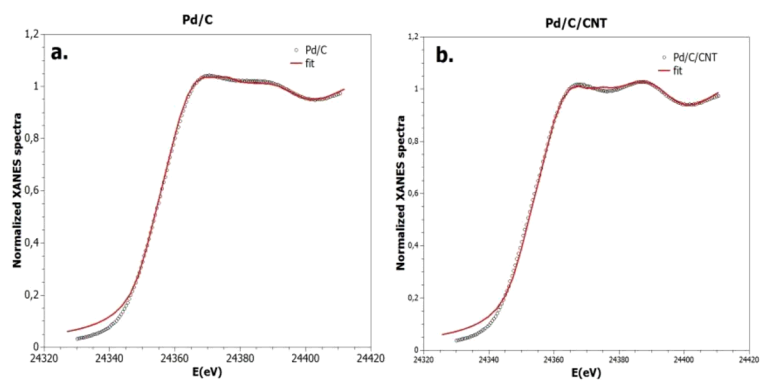 Pd/C
a.
Pd/C
fit
Normalized XANES spectra
1,2
1
0,8
0,6
0,4
0,2
0
24320 24340 24360 24380 24400 24420
E(eV)
Pd/C/CNT
b.
Pd/C/CNT
fit
Normalized XANES spectra
1,2
1
0,8
0,6
0,4
0,2
0
24320 24340 24360 24380 24400 24420
E(eV)